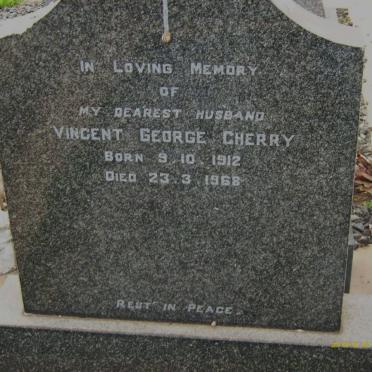 In Loving Memory
of
my dearest husband
Vincent George Cherry
Born 9.10.1912
Died 23.3.1968
Rest in Peace.